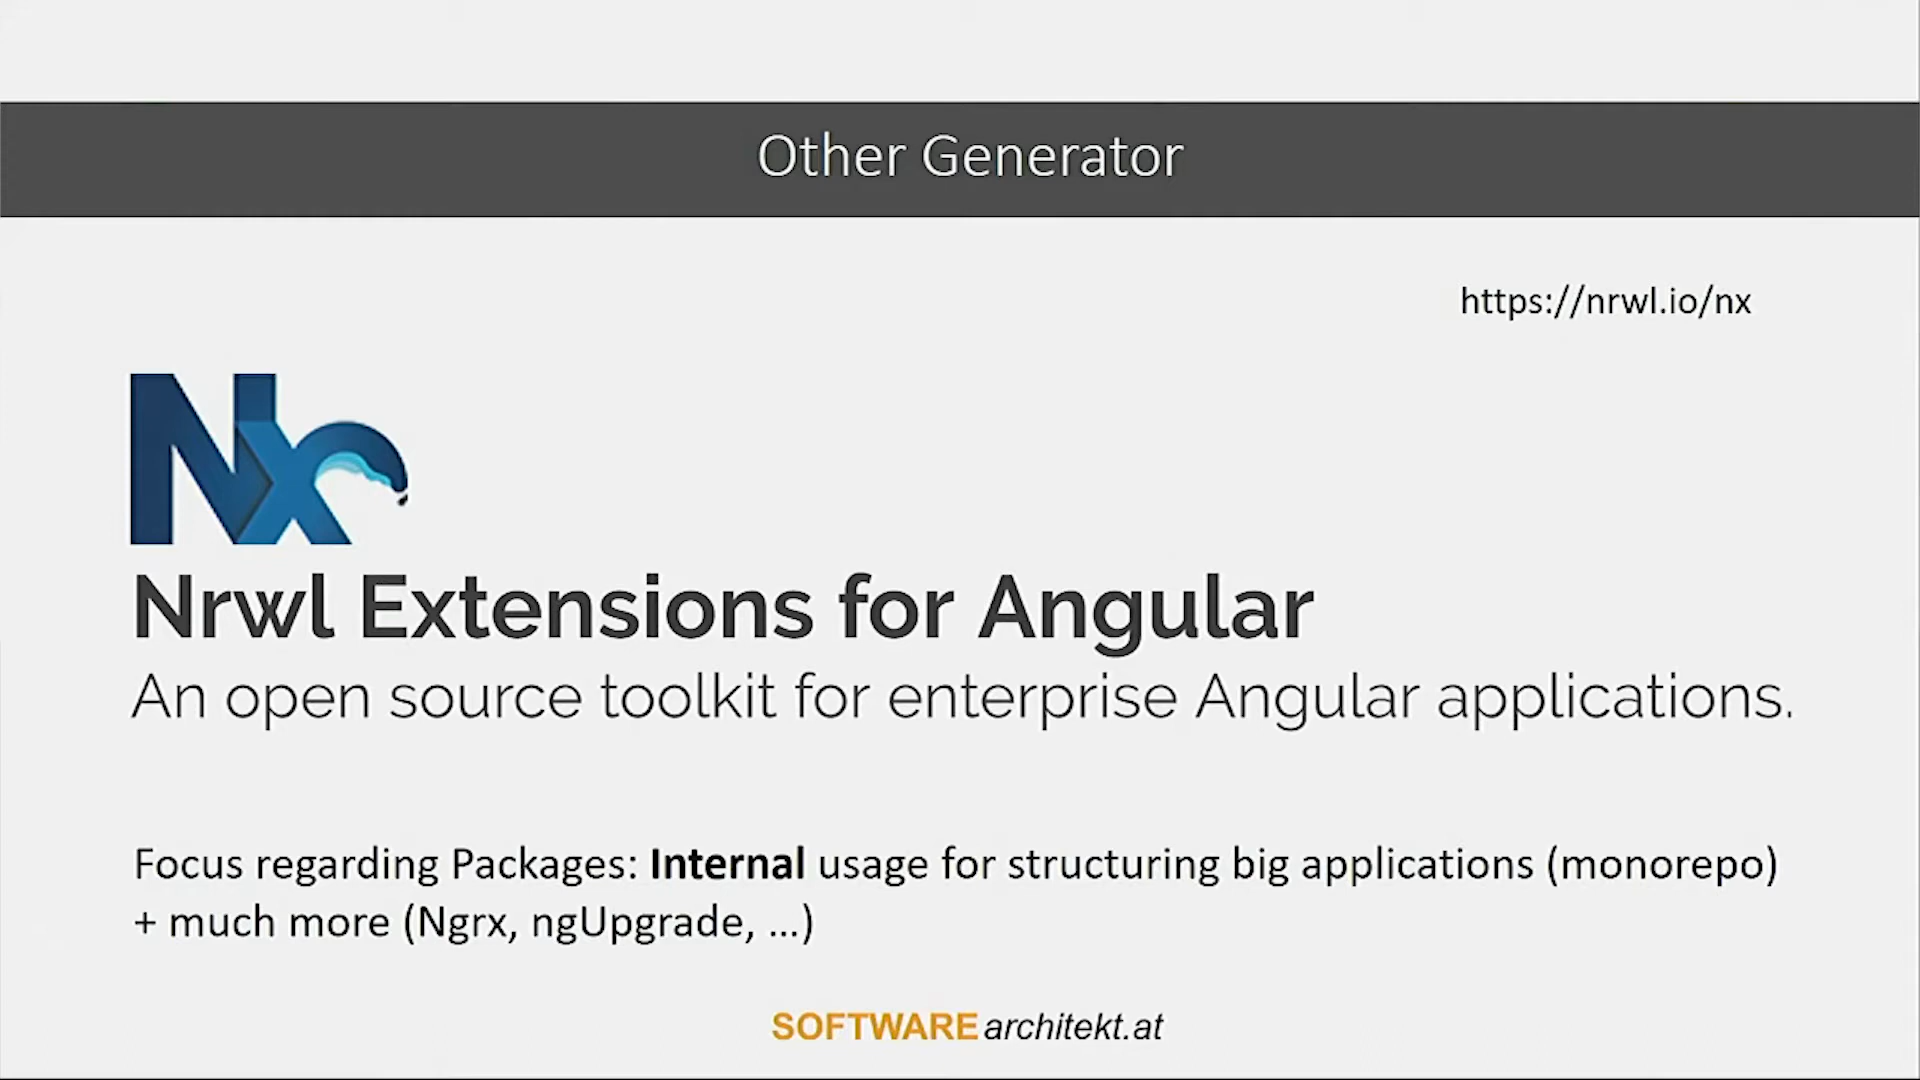 Other Generator
https://nrwl.io/nx
Nx
Nrwl Extensions for Angular
An open source toolkit for enterprise Angular applications.
Focus regarding Packages: Internal usage for structuring big applications (monorepo)
+ much more (Ngrx, ngUpgrade, ...)
SOFTWAREarchitekt.at